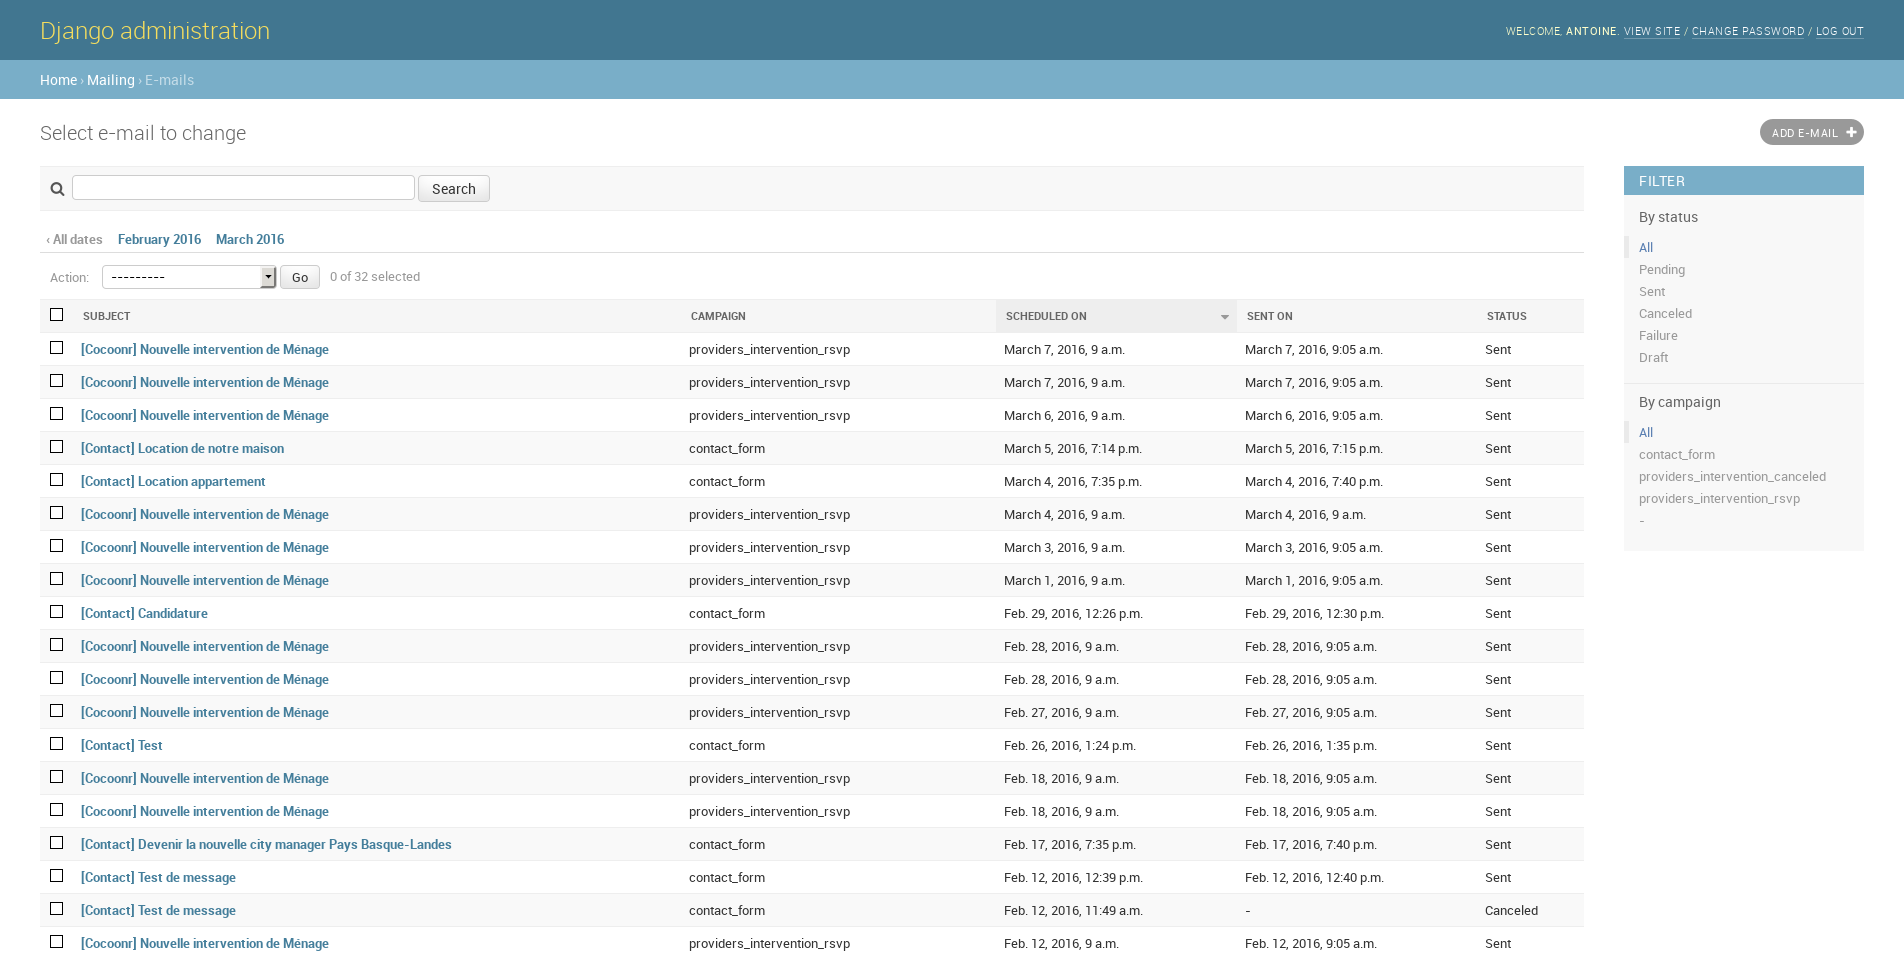 Django administration
WELCOME, ANTOINE. VIEW SITE / CHANGE PASSWORD / LOG OUT
Home › Mailing › E-mails
Select e-mail to change
ADD E-MAIL
Search
‹ All dates February 2016 March 2016
Action: --------- Go 0 of 32 selected
SUBJECT CAMPAIGN SCHEDULED ON SENT ON STATUS
[Cocoonr] Nouvelle intervention de Ménage providers_intervention_rsvp March 7, 2016, 9 a.m. March 7, 2016, 9:05 a.m. Sent
[Cocoonr] Nouvelle intervention de Ménage providers_intervention_rsvp March 7, 2016, 9 a.m. March 7, 2016, 9:05 a.m. Sent
[Cocoonr] Nouvelle intervention de Ménage providers_intervention_rsvp March 6, 2016, 9 a.m. March 6, 2016, 9:05 a.m. Sent
[Contact] Location de notre maison contact_form March 5, 2016, 7:14 p.m. March 5, 2016, 7:15 p.m. Sent
[Contact] Location appartement contact_form March 4, 2016, 7:35 p.m. March 4, 2016, 7:40 p.m. Sent
[Cocoonr] Nouvelle intervention de Ménage providers_intervention_rsvp March 4, 2016, 9 a.m. March 4, 2016, 9 a.m. Sent
[Cocoonr] Nouvelle intervention de Ménage providers_intervention_rsvp March 3, 2016, 9 a.m. March 3, 2016, 9:05 a.m. Sent
[Cocoonr] Nouvelle intervention de Ménage providers_intervention_rsvp March 1, 2016, 9 a.m. March 1, 2016, 9:05 a.m. Sent
[Contact] Candidature contact_form Feb. 29, 2016, 12:26 p.m. Feb. 29, 2016, 12:30 p.m. Sent
[Cocoonr] Nouvelle intervention de Ménage providers_intervention_rsvp Feb. 28, 2016, 9 a.m. Feb. 28, 2016, 9:05 a.m. Sent
[Cocoonr] Nouvelle intervention de Ménage providers_intervention_rsvp Feb. 28, 2016, 9 a.m. Feb. 28, 2016, 9:05 a.m. Sent
[Cocoonr] Nouvelle intervention de Ménage providers_intervention_rsvp Feb. 27, 2016, 9 a.m. Feb. 27, 2016, 9:05 a.m. Sent
[Contact] Test contact_form Feb. 26, 2016, 1:24 p.m. Feb. 26, 2016, 1:35 p.m. Sent
[Cocoonr] Nouvelle intervention de Ménage providers_intervention_rsvp Feb. 18, 2016, 9 a.m. Feb. 18, 2016, 9:05 a.m. Sent
[Cocoonr] Nouvelle intervention de Ménage providers_intervention_rsvp Feb. 18, 2016, 9 a.m. Feb. 18, 2016, 9:05 a.m. Sent
[Contact] Devenir la nouvelle city manager Pays Basque-Landes contact_form Feb. 17, 2016, 7:35 p.m. Feb. 17, 2016, 7:40 p.m. Sent
[Contact] Test de message contact_form Feb. 12, 2016, 12:39 p.m. Feb. 12, 2016, 12:40 p.m. Sent
[Contact] Test de message contact_form Feb. 12, 2016, 11:49 a.m. - Canceled
[Cocoonr] Nouvelle intervention de Ménage providers_intervention_rsvp Feb. 12, 2016, 9 a.m. Feb. 12, 2016, 9:05 a.m. Sent
FILTER
By status
All
Pending
Sent
Canceled
Failure
Draft
By campaign
All
contact_form
providers_intervention_canceled
providers_intervention_rsvp
-